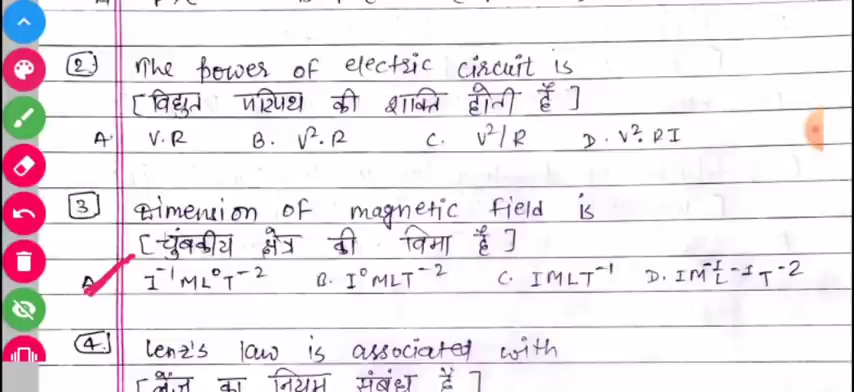 2. The power of electric circuit is
[विद्युत परिपथ की शक्ति होती है]
A. V.R B. V².R C. V²/R D. V².RI
3 Dimension of magnetic field is
[चुंबकीय क्षेत्र की विमा है]
A I⁻¹ML⁰T⁻² B. I⁰MLT⁻² C. IMLT⁻¹ D. IM⁻¹L⁻¹T⁻²
4. Lenz's law is associated with
[लेंज का नियम संबंध है]